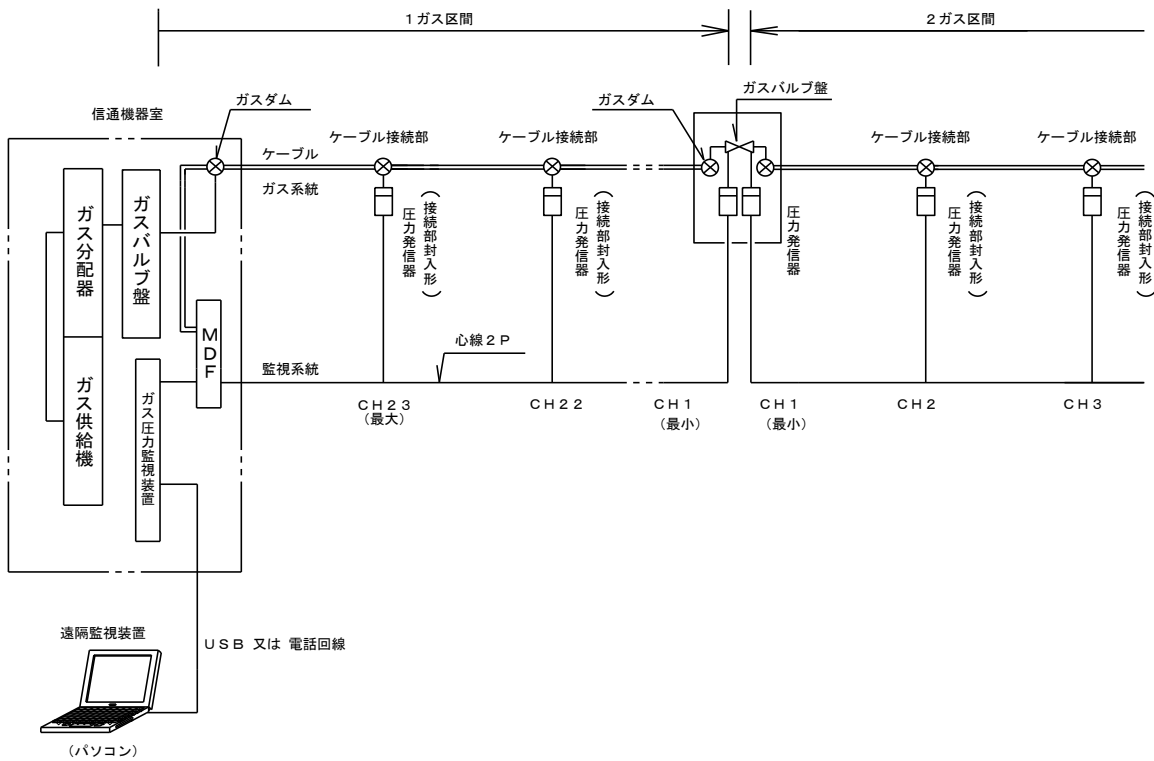 1ガス区間
2ガス区間
ガスダム
ガスダム
ガスバルブ盤
信通機器室
ケーブル
ガス系統
ケーブル接続部
ケーブル接続部
ケーブル接続部
ケーブル接続部
ガス分配器
ガスバルブ盤
圧力発信器
(接続部封入形)
圧力発信器
(接続部封入形)
圧力発信器
圧力発信器
(接続部封入形)
圧力発信器
(接続部封入形)
MDF
心線2P
監視系統
ガス供給機
ガス圧力監視装置
CH23
(最大)
CH22
CH1
(最小)
CH1
(最小)
CH2
CH3
遠隔監視装置
USB 又は 電話回線
(パソコン)